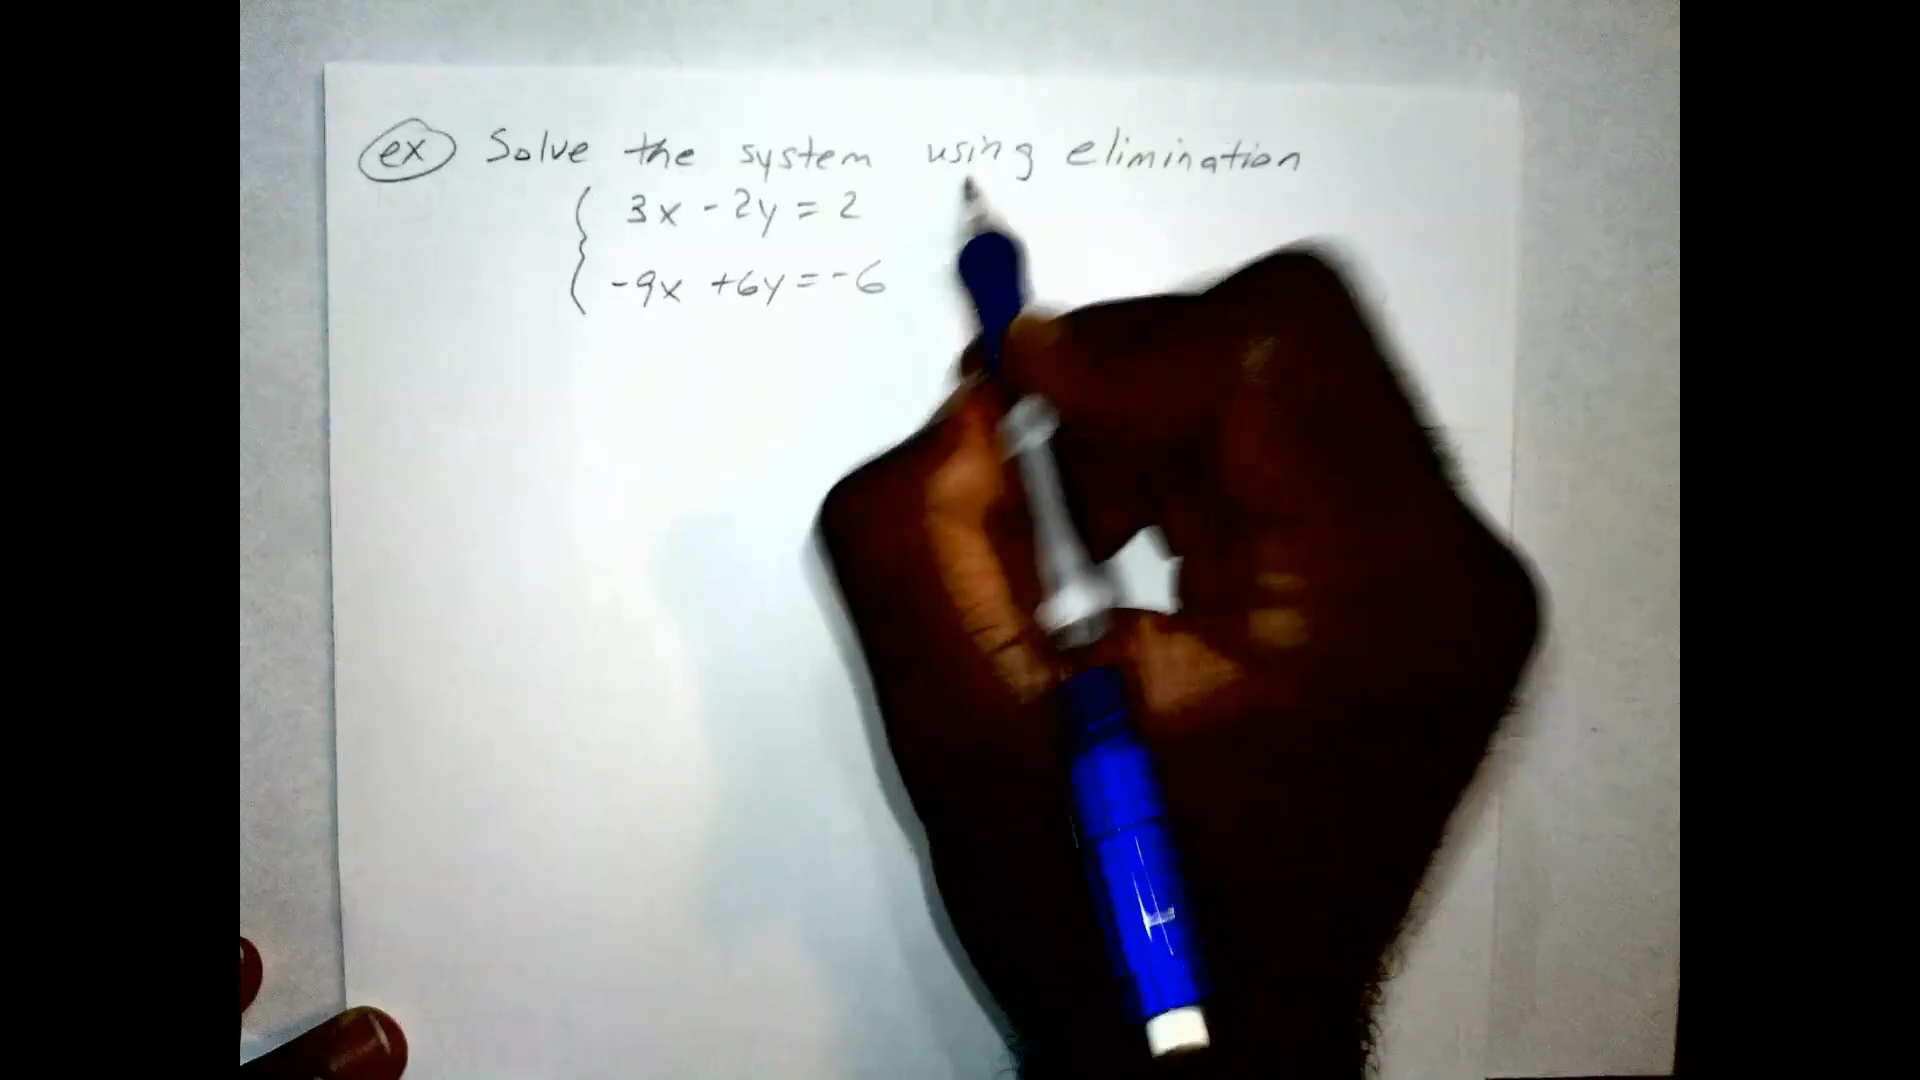 ex Solve the system using elimination
3x - 2y = 2
-9x +6y = -6